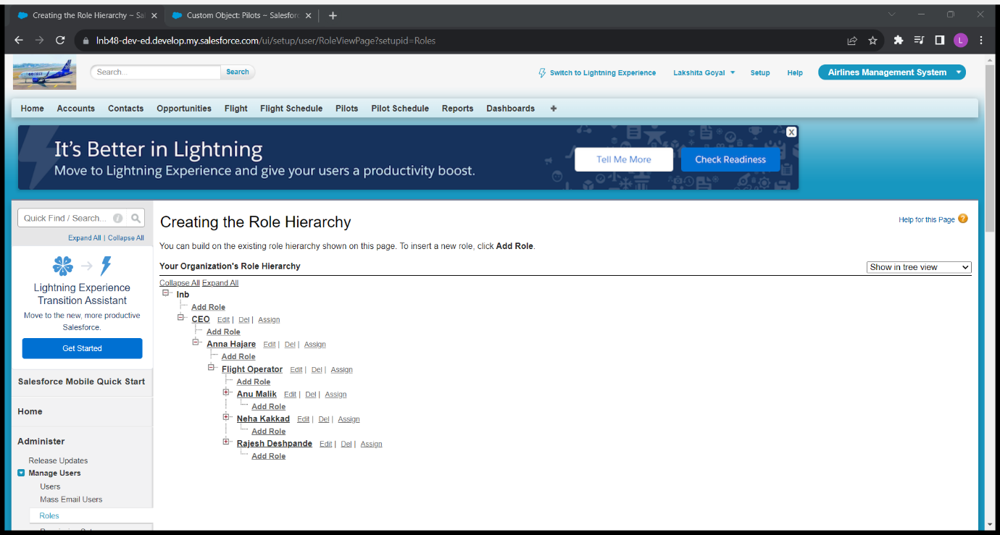 Creating the Role Hierarchy ~ Sal
Custom Object: Pilots ~ Salesforc
lnb48-dev-ed.develop.my.salesforce.com/ui/setup/user/RoleViewPage?setupid=Roles
L
Search...
Search
Switch to Lightning Experience
Lakshita Goyal
Setup
Help
Airlines Management System
Home Accounts Contacts Opportunities Flight Flight Schedule Pilots Pilot Schedule Reports Dashboards +
It's Better in Lightning
Move to Lightning Experience and give your users a productivity boost.
Tell Me More
Check Readiness
X
Quick Find / Search...
Expand All | Collapse All
Lightning Experience
Transition Assistant
Move to the new, more productive
Salesforce.
Get Started
Salesforce Mobile Quick Start
Home
Administer
Release Updates
Manage Users
Users
Mass Email Users
Roles
Creating the Role Hierarchy
Help for this Page ?
You can build on the existing role hierarchy shown on this page. To insert a new role, click Add Role.
Your Organization's Role Hierarchy
Show in tree view
Collapse All Expand All
lnb
Add Role
CEO Edit | Del | Assign
Add Role
Anna Hajare Edit | Del | Assign
Add Role
Flight Operator Edit | Del | Assign
Add Role
Anu Malik Edit | Del | Assign
Add Role
Neha Kakkad Edit | Del | Assign
Add Role
Rajesh Deshpande Edit | Del | Assign
Add Role